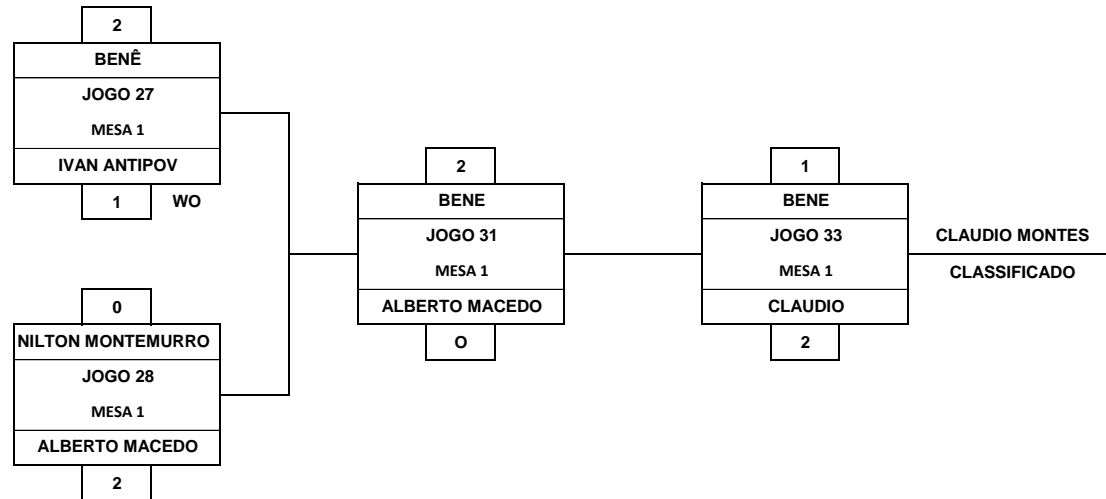 2
BENÊ
JOGO 27
MESA 1
IVAN ANTIPOV
1 WO
0
NILTON MONTEMURRO
JOGO 28
MESA 1
ALBERTO MACEDO
2
2
BENE
JOGO 31
MESA 1
ALBERTO MACEDO
O
1
BENE
JOGO 33
MESA 1
CLAUDIO
2
CLAUDIO MONTES
CLASSIFICADO